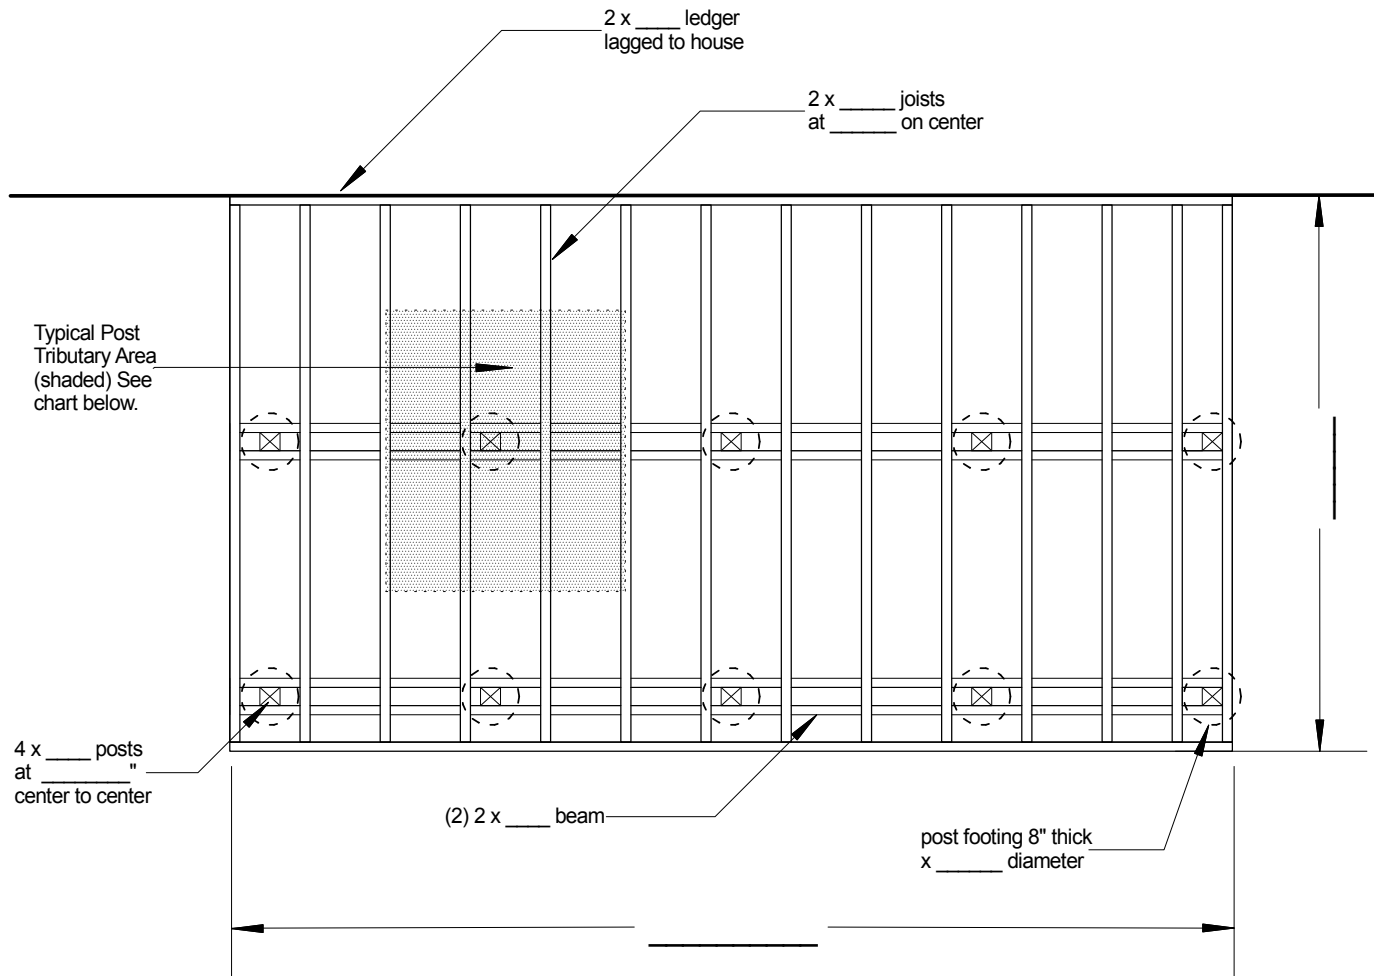 2 x ____ ledger
lagged to house
2 x _____ joists
at ______ on center
Typical Post
Tributary Area
(shaded) See
chart below.
4 x ____ posts
at ________"
center to center
(2) 2 x ____ beam
post footing 8" thick
x ______ diameter